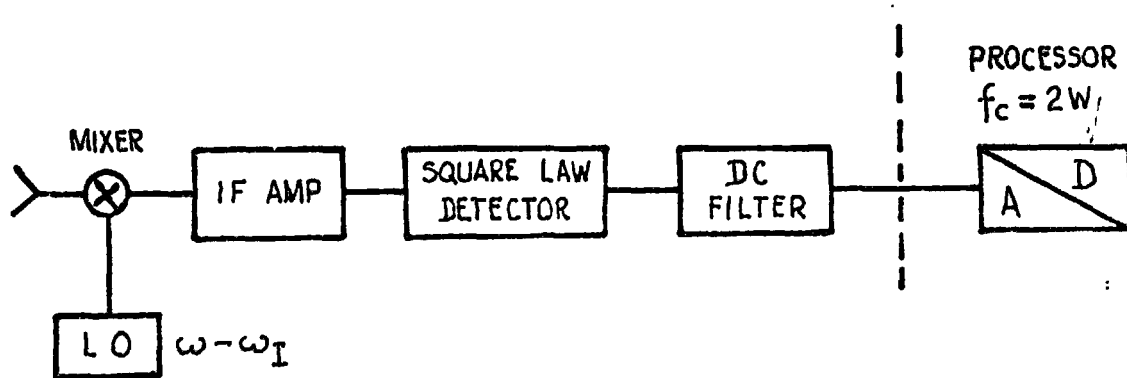 PROCESSOR
fc = 2W
MIXER
IF AMP
SQUARE LAW
DETECTOR
DC
FILTER
A
D
LO
ω-ωI